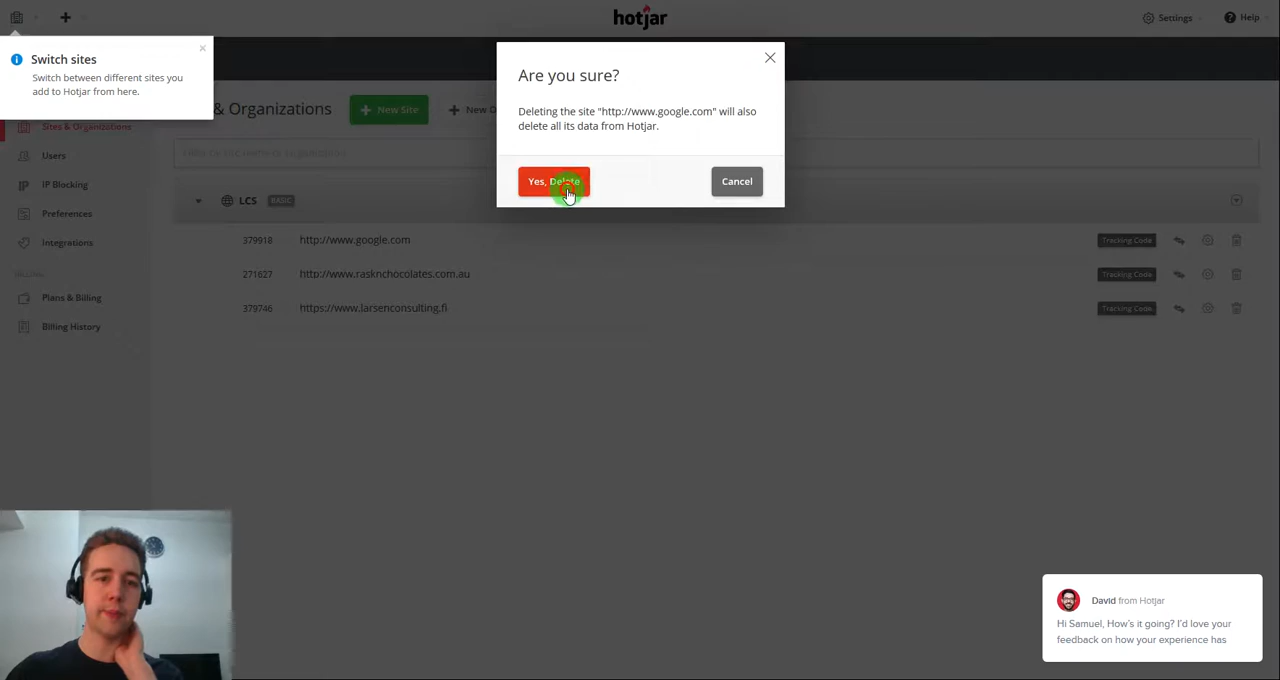 hotjar
Settings
Help
Switch sites
Switch between different sites you
add to Hotjar from here.
Are you sure?
Deleting the site "http://www.google.com" will also
delete all its data from Hotjar.
Yes, Delete
Cancel
& Organizations
New Site
Sites & Organizations
Users
IP Blocking
Preferences
Integrations
Plans & Billing
Billing History
LCS
BASIC
379918 http://www.google.com Tracking Code
271627 http://www.rasknchocolates.com.au Tracking Code
379746 https://www.larsenconsulting.fi Tracking Code
David from Hotjar
Hi Samuel, How's it going? I'd love your
feedback on how your experience has